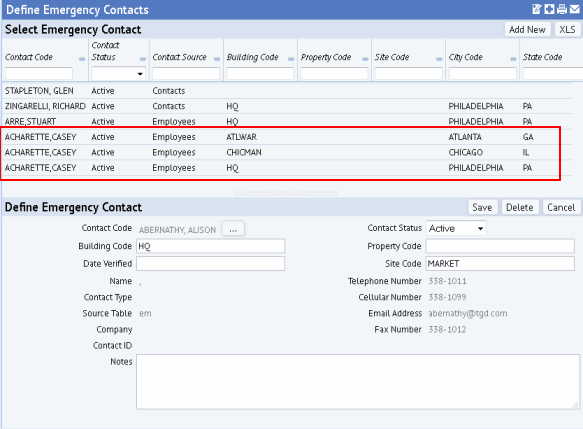 Define Emergency Contacts
Select Emergency Contact Add New XLS
Contact Code Contact Status Contact Source Building Code Property Code Site Code City Code State Code
STAPLETON, GLEN Active Contacts
ZINGARELLI, RICHARD Active Contacts HQ PHILADELPHIA PA
ARRE,STUART Active Employees HQ PHILADELPHIA PA
ACHARETTE,CASEY Active Employees ATLWAR ATLANTA GA
ACHARETTE,CASEY Active Employees CHICMAN CHICAGO IL
ACHARETTE,CASEY Active Employees HQ PHILADELPHIA PA
Define Emergency Contact Save Delete Cancel
Contact Code ABERNATHY, ALISON ... Contact Status Active
Building Code HQ Property Code
Date Verified Site Code MARKET
Name , Telephone Number 338-1011
Contact Type Cellular Number 338-1099
Source Table em Email Address abernathy@tgd.com
Company Fax Number 338-1012
Contact ID
Notes